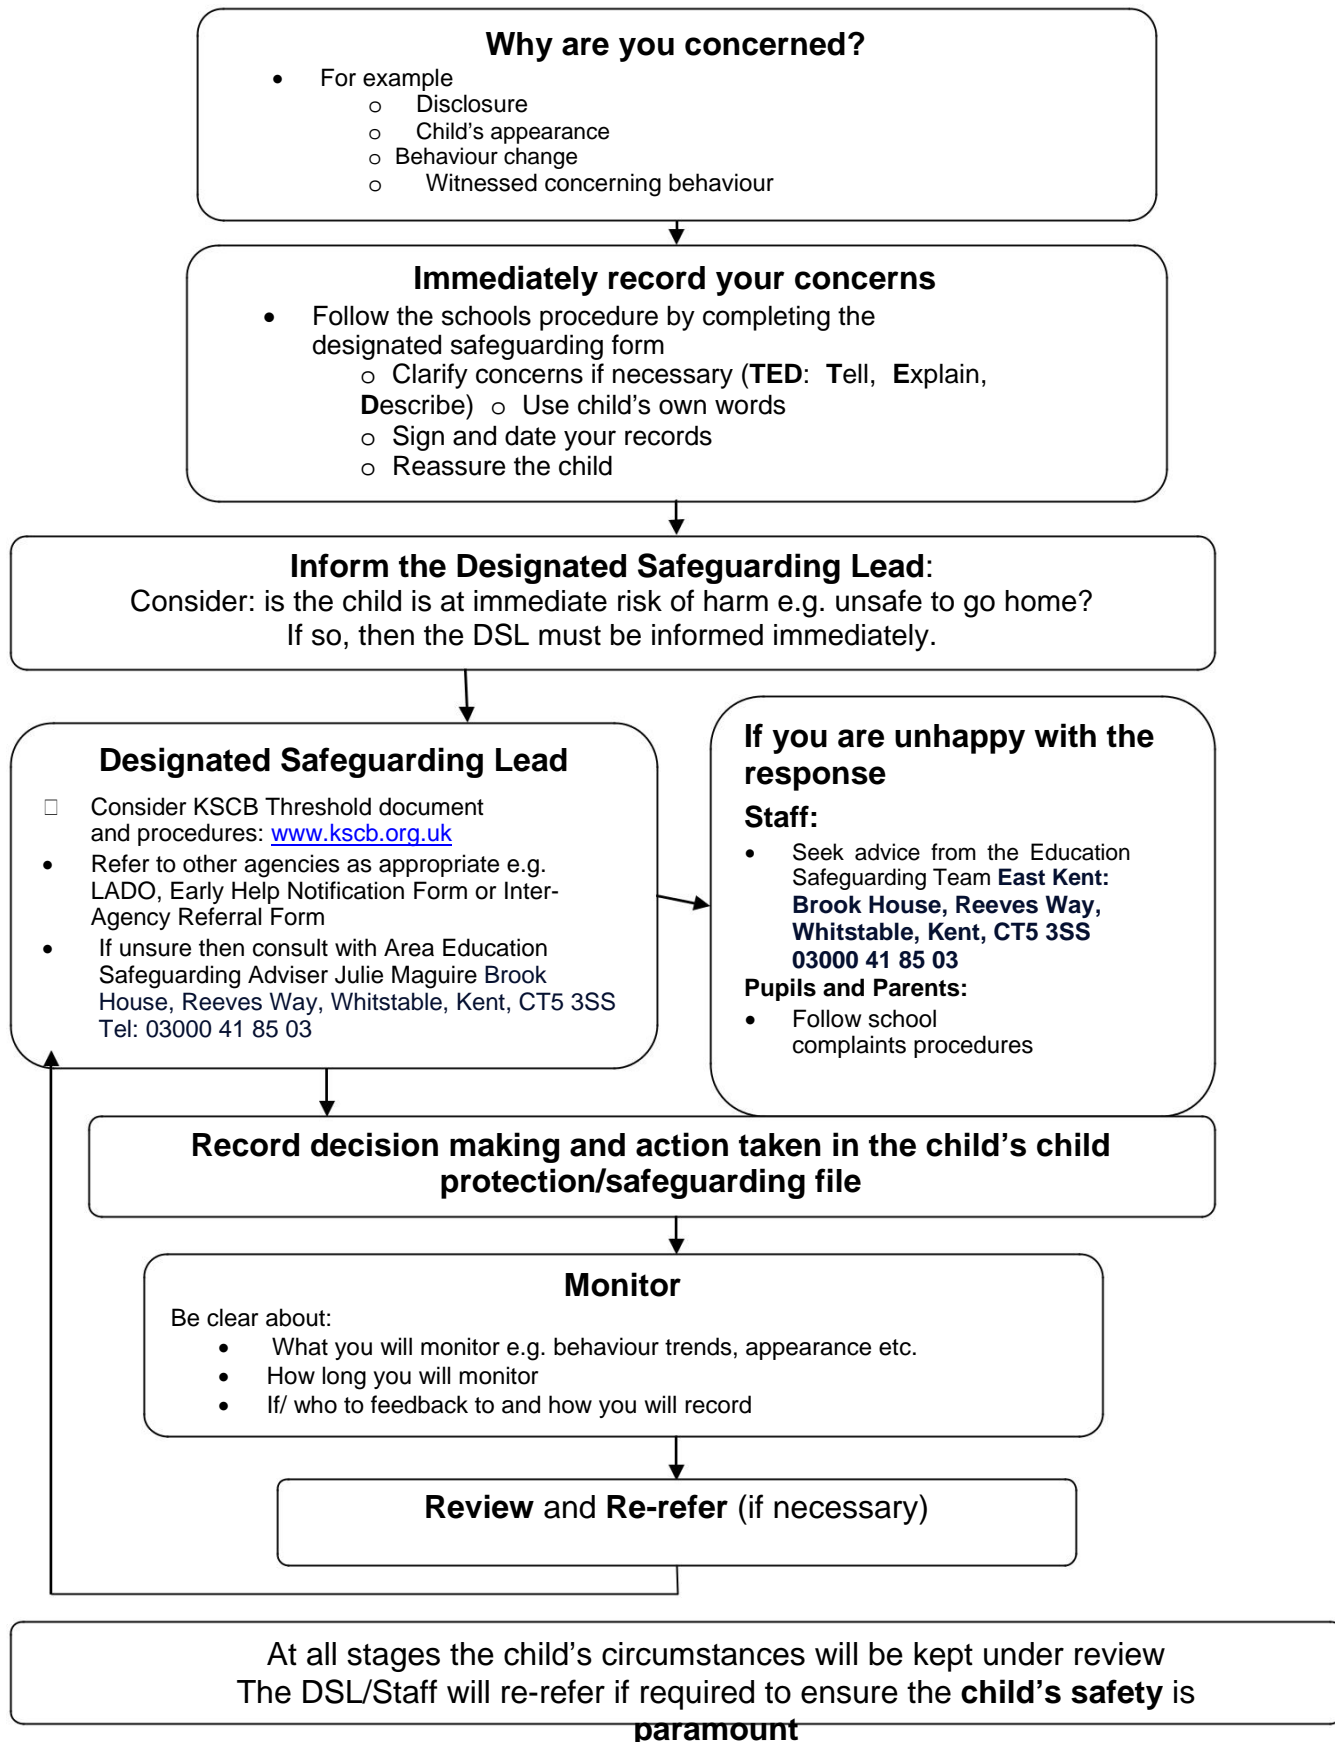 Why are you concerned?
• For example
o Disclosure
o Child's appearance
o Behaviour change
o Witnessed concerning behaviour
Immediately record your concerns
• Follow the schools procedure by completing the
designated safeguarding form
o Clarify concerns if necessary (TED: Tell, Explain,
Describe) o Use child's own words
o Sign and date your records
o Reassure the child
Inform the Designated Safeguarding Lead:
Consider: is the child is at immediate risk of harm e.g. unsafe to go home?
If so, then the DSL must be informed immediately.
Designated Safeguarding Lead
Consider KSCB Threshold document
and procedures: www.kscb.org.uk
• Refer to other agencies as appropriate e.g.
LADO, Early Help Notification Form or Inter-
Agency Referral Form
• If unsure then consult with Area Education
Safeguarding Adviser Julie Maguire Brook
House, Reeves Way, Whitstable, Kent, CT5 3SS
Tel: 03000 41 85 03
If you are unhappy with the
response
Staff:
• Seek advice from the Education
Safeguarding Team East Kent:
Brook House, Reeves Way,
Whitstable, Kent, CT5 3SS
03000 41 85 03
Pupils and Parents:
• Follow school
complaints procedures
Record decision making and action taken in the child's child
protection/safeguarding file
Monitor
Be clear about:
• What you will monitor e.g. behaviour trends, appearance etc.
• How long you will monitor
• If/ who to feedback to and how you will record
Review and Re-refer (if necessary)
At all stages the child's circumstances will be kept under review
The DSL/Staff will re-refer if required to ensure the child's safety is
paramount